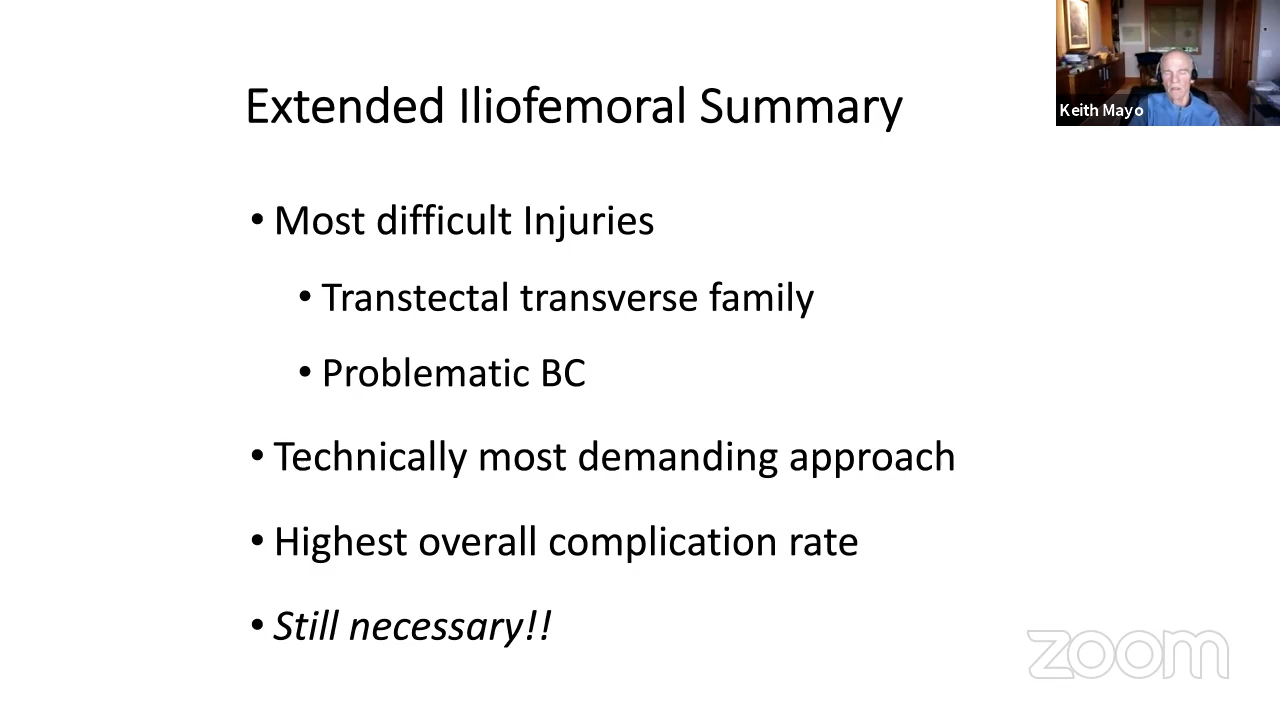 Extended Iliofemoral Summary
Keith Mayo
• Most difficult Injuries
• Transtectal transverse family
• Problematic BC
• Technically most demanding approach
• Highest overall complication rate
• Still necessary!!
zoom